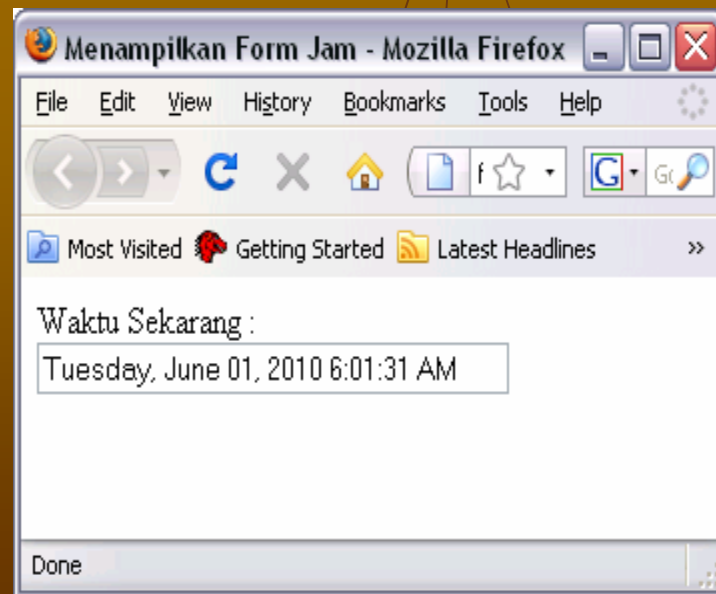 Menampilkan Form Jam - Mozilla Firefox
File Edit View History Bookmarks Tools Help
f G
Most Visited Getting Started Latest Headlines »
Waktu Sekarang :
Tuesday, June 01, 2010 6:01:31 AM
Done